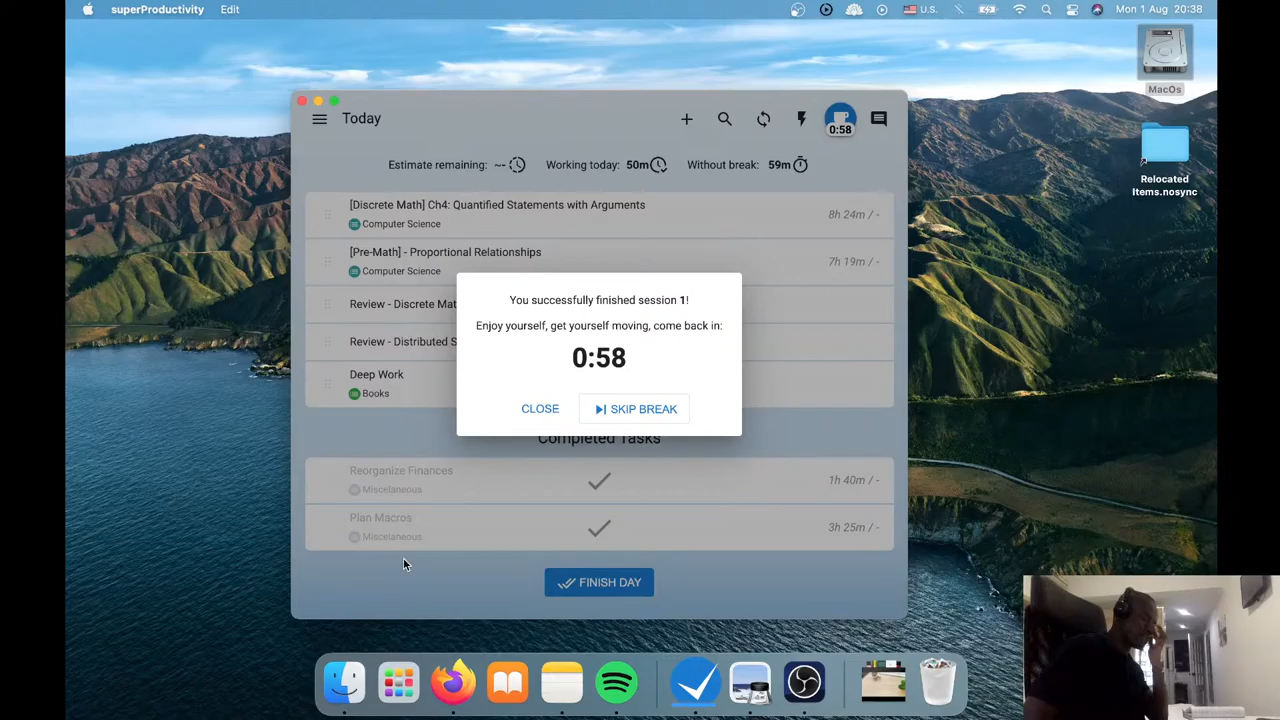 superProductivity Edit
U.S.
Mon 1 Aug 20:38
MacOs
Relocated
Items.nosync
Today
0:58
Estimate remaining: ~-
Working today: 50m
Without break: 59m
[Discrete Math] Ch4: Quantified Statements with Arguments
Computer Science
8h 24m / -
[Pre-Math] - Proportional Relationships
Computer Science
7h 19m / -
Review - Discrete Mat
Review - Distributed S
Deep Work
Books
You successfully finished session 1!
Enjoy yourself, get yourself moving, come back in:
0:58
CLOSE
SKIP BREAK
Completed Tasks
Reorganize Finances
Miscelaneous
1h 40m / -
Plan Macros
Miscelaneous
3h 25m / -
FINISH DAY